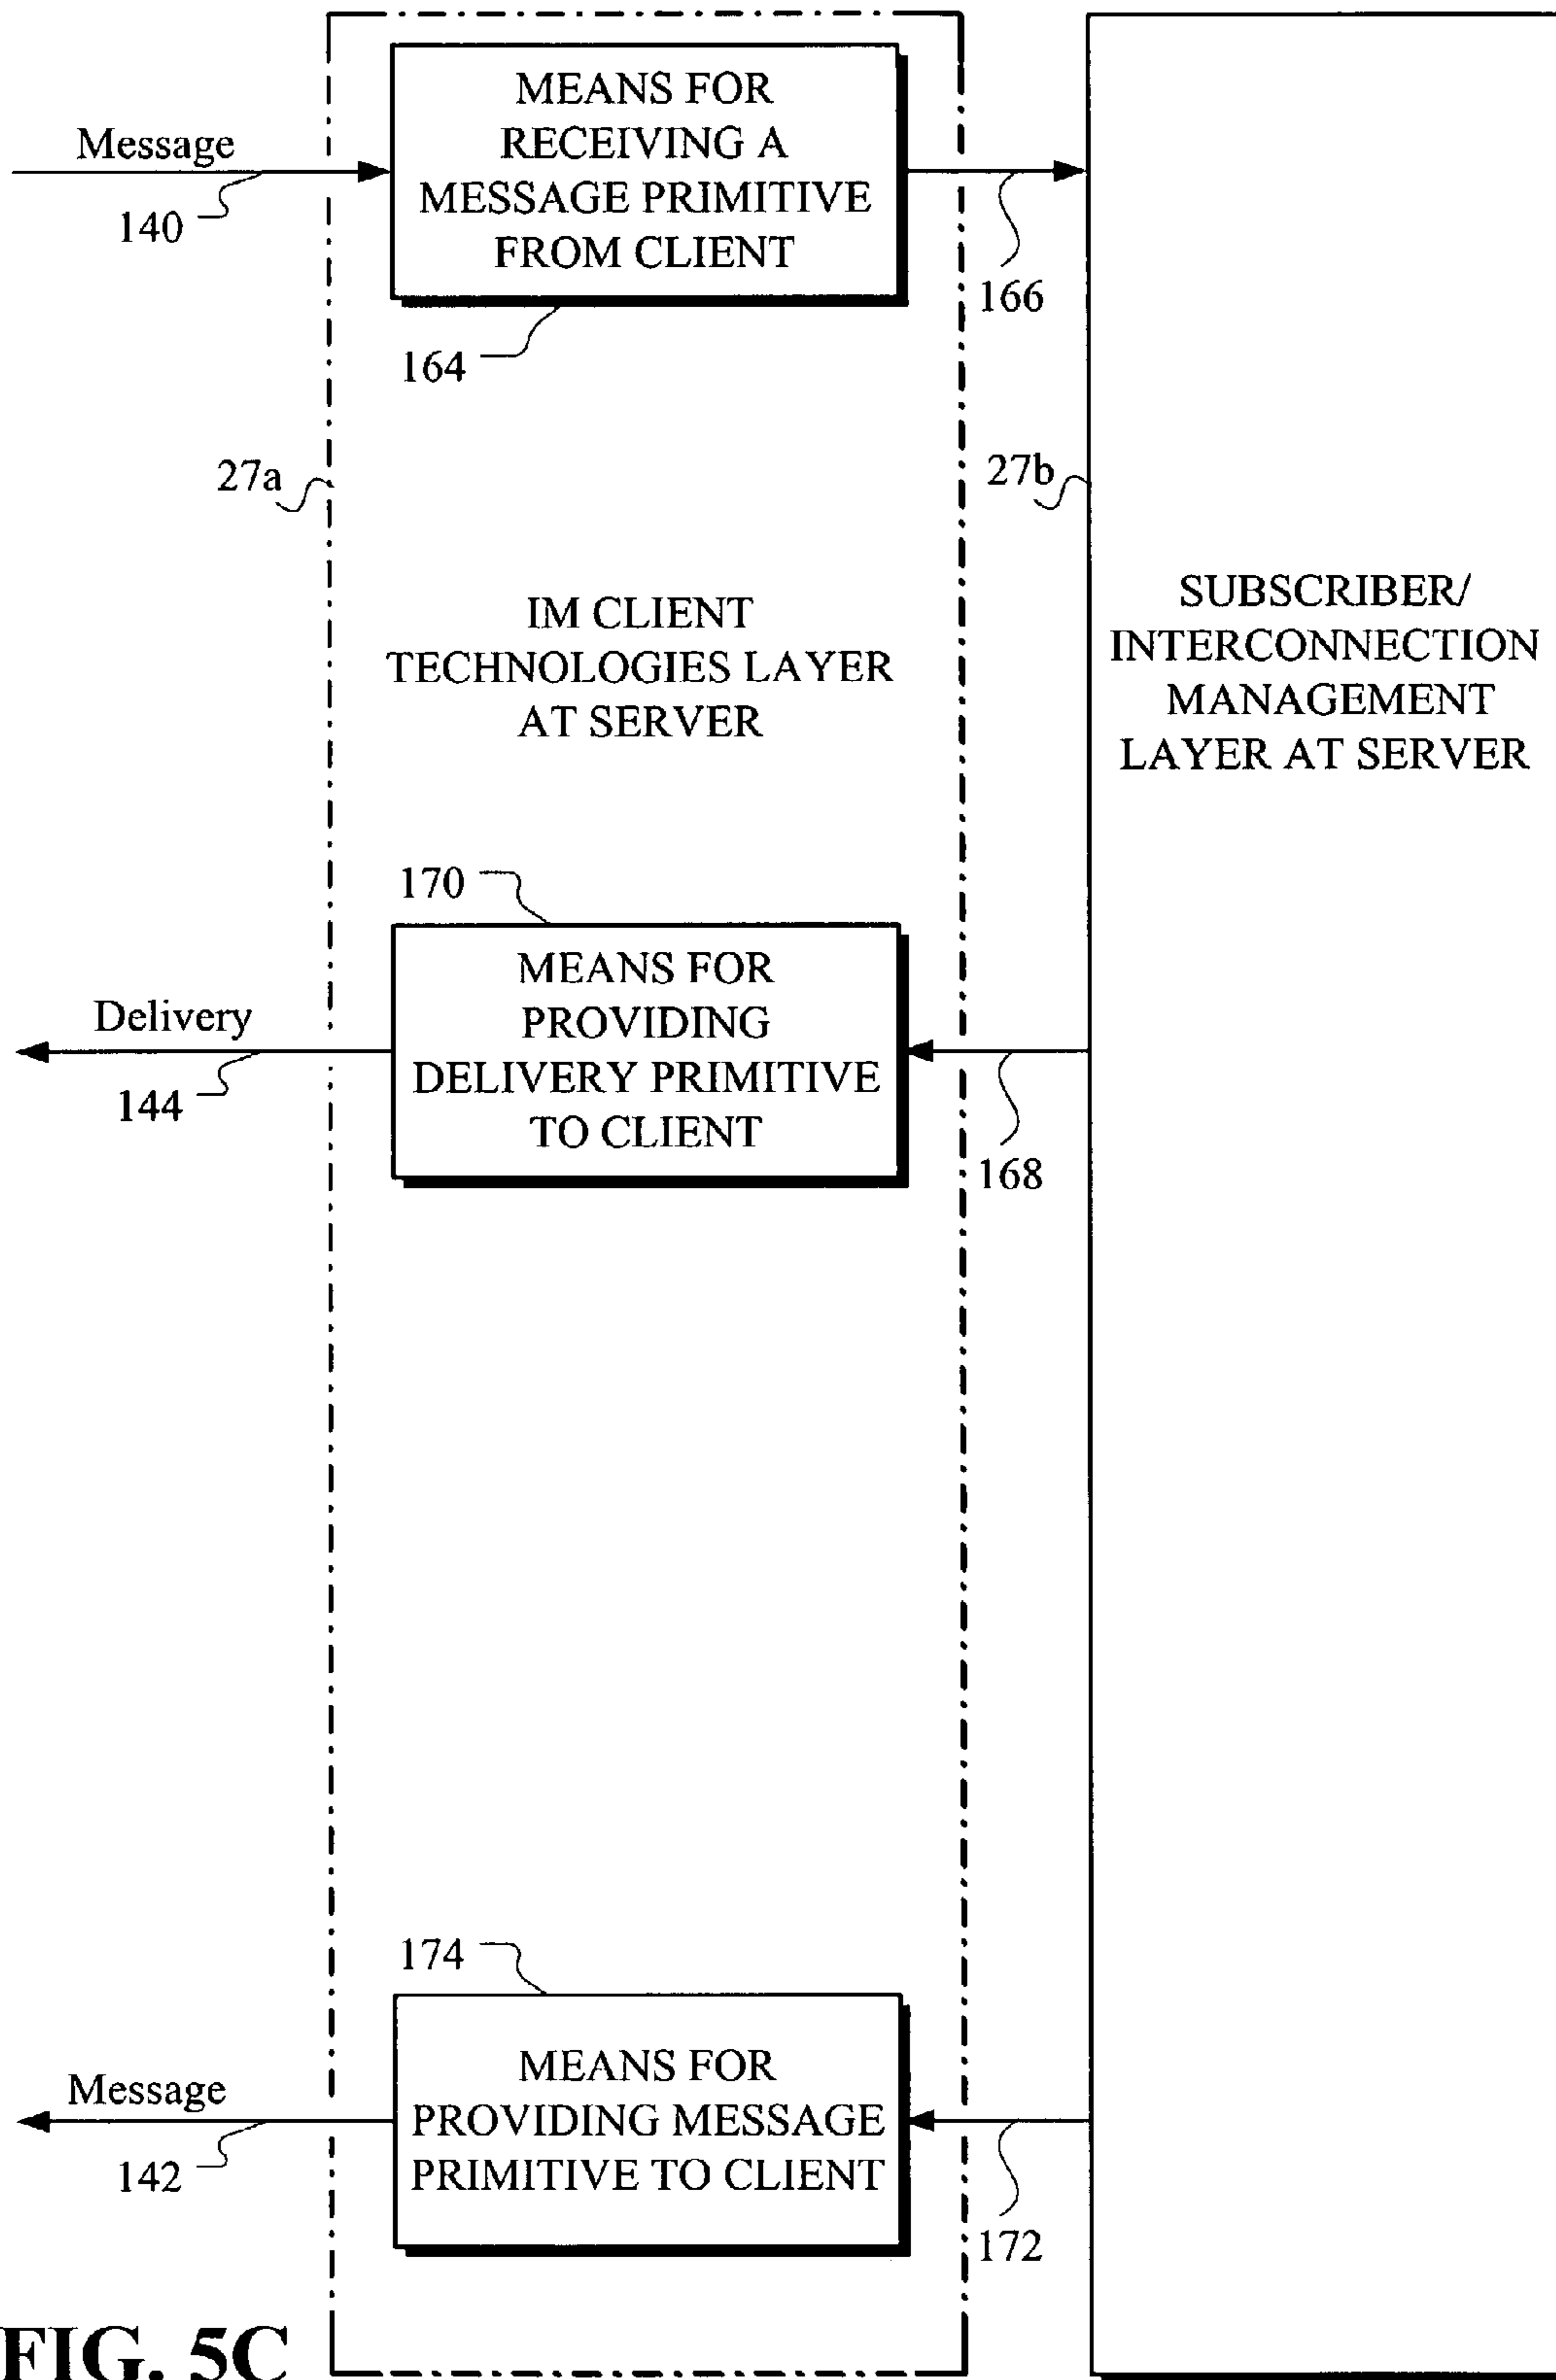 MEANS FOR
RECEIVING A
MESSAGE PRIMITIVE
FROM CLIENT
Message
140
166
164
27a
27b
IM CLIENT
TECHNOLOGIES LAYER
AT SERVER
SUBSCRIBER/
INTERCONNECTION
MANAGEMENT
LAYER AT SERVER
170
MEANS FOR
PROVIDING
DELIVERY PRIMITIVE
TO CLIENT
Delivery
144
168
174
MEANS FOR
PROVIDING MESSAGE
PRIMITIVE TO CLIENT
Message
142
172
FIG. 5C